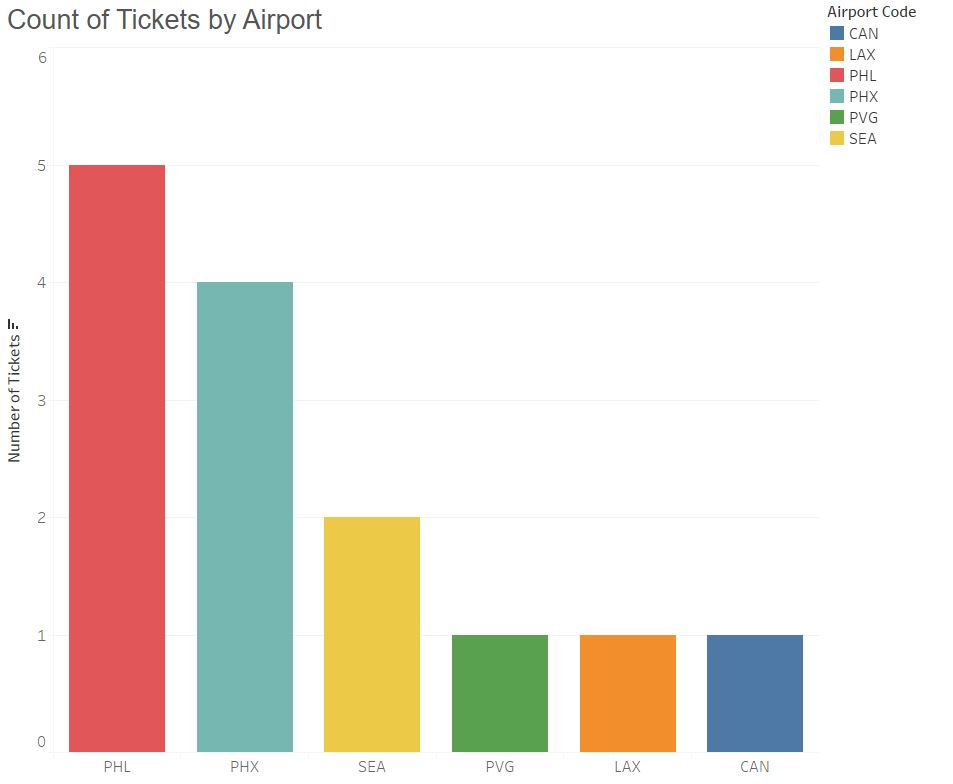 Count of Tickets by Airport
Airport Code
CAN
LAX
PHL
PHX
PVG
SEA
6
5
4
3
2
1
0
Number of Tickets
PHL PHX SEA PVG LAX CAN